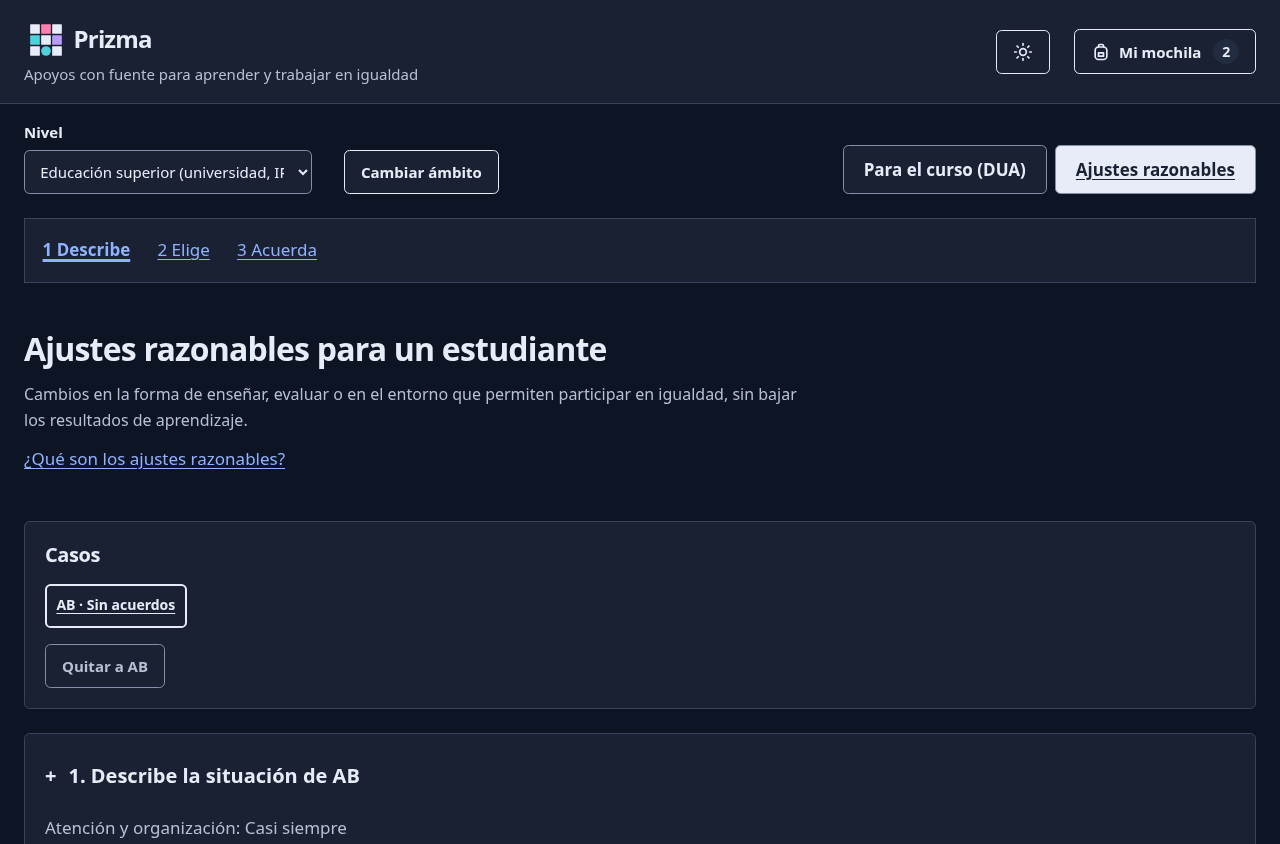 Prizma
Apoyos con fuente para aprender y trabajar en igualdad
Mi mochila 2
Nivel
Educación superior (universidad, IP
Cambiar ámbito
Para el curso (DUA)
Ajustes razonables
1 Describe
2 Elige
3 Acuerda
Ajustes razonables para un estudiante
Cambios en la forma de enseñar, evaluar o en el entorno que permiten participar en igualdad, sin bajar
los resultados de aprendizaje.
¿Qué son los ajustes razonables?
Casos
AB · Sin acuerdos
Quitar a AB
+ 1. Describe la situación de AB
Atención y organización: Casi siempre